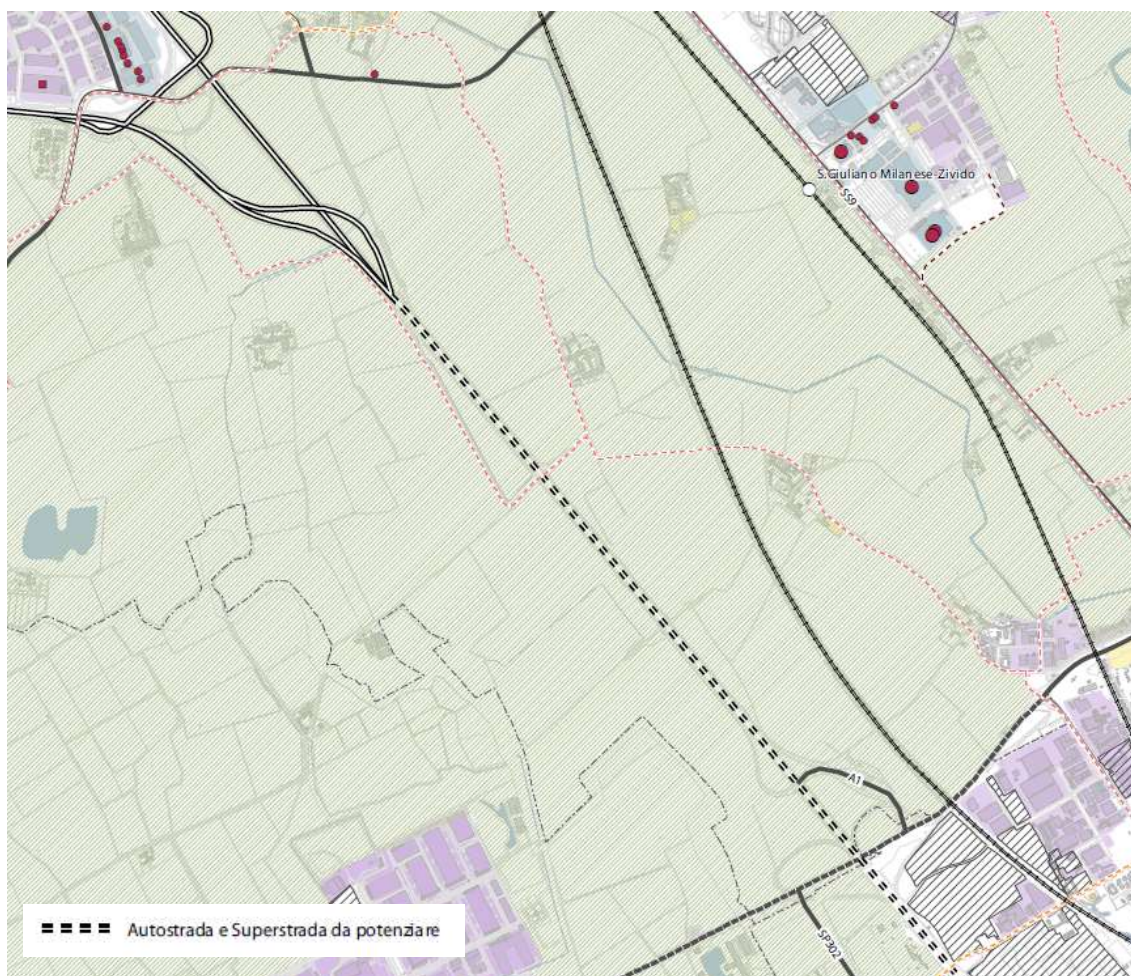 S.Giuliano Milanese-Zivido
SS9
A1
SP302
Autostrada e Superstrada da potenziare